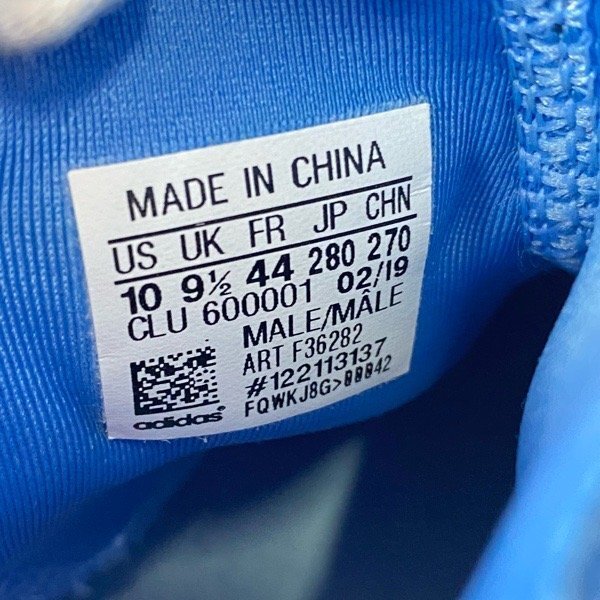 MADE IN CHINA
US UK FR JP CHN
10 9½ 44 280 270
CLU 600001 02/19
MALE/MÂLE
ART F36282
#122113137
FQWKJ8G>00042
adidas